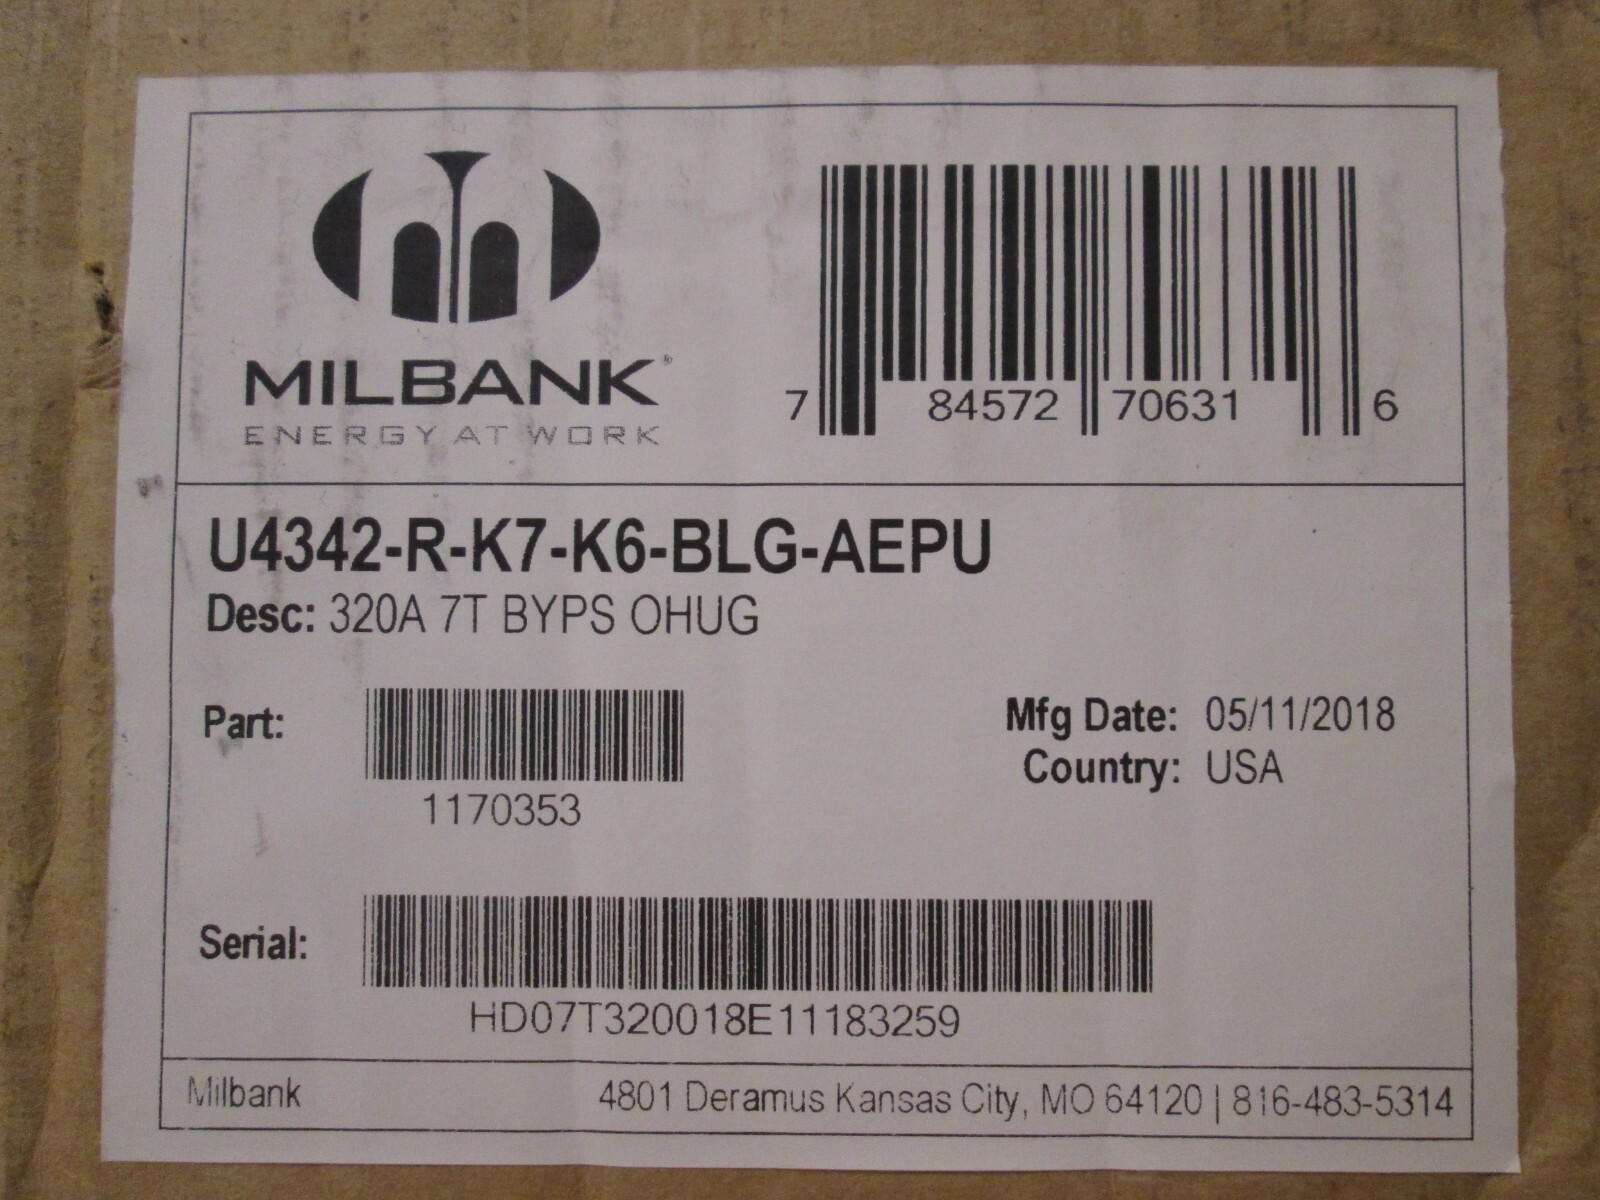 MILBANK®
ENERGY AT WORK
7 84572 70631 6
U4342-R-K7-K6-BLG-AEPU
Desc: 320A 7T BYPS OHUG
Part:
1170353
Mfg Date: 05/11/2018
Country: USA
Serial:
HD07T320018E11183259
Milbank 4801 Deramus Kansas City, MO 64120 | 816-483-5314